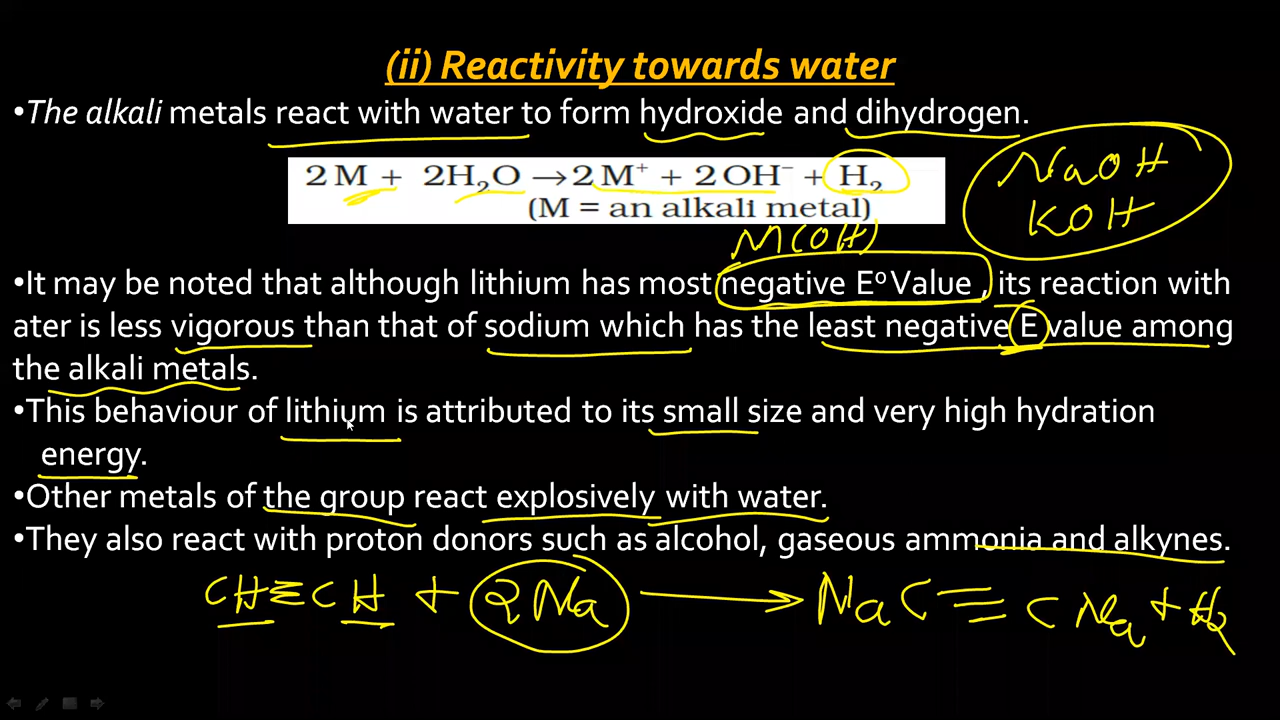 (ii) Reactivity towards water
•The alkali metals react with water to form hydroxide and dihydrogen.
2 M + 2H₂O → 2 M⁺ + 2 OH⁻ + H₂
(M = an alkali metal)
NaOH
KOH
M(OH)
•It may be noted that although lithium has most negative E⁰ Value , its reaction with
ater is less vigorous than that of sodium which has the least negative E value among
the alkali metals.
•This behaviour of lithium is attributed to its small size and very high hydration
energy.
•Other metals of the group react explosively with water.
•They also react with proton donors such as alcohol, gaseous ammonia and alkynes.
CH≡CH + 2Na → NaC≡CNa + H₂